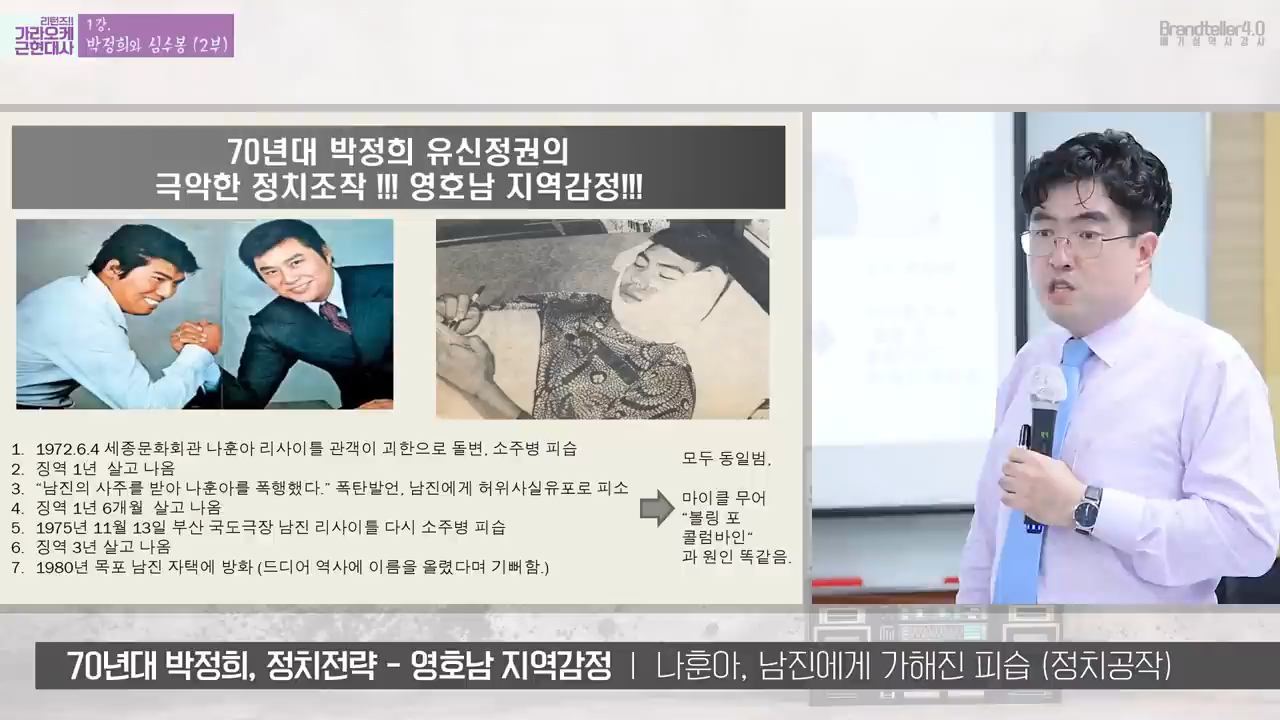 리턴즈!!
가라오케
근현대사
1강.
박정희와 심수봉 (2부)
Brandteller4.0
배기성역사강사
70년대 박정희 유신정권의
극악한 정치조작 !!! 영호남 지역감정!!!
1. 1972.6.4 세종문화회관 나훈아 리사이틀 관객이 괴한으로 돌변, 소주병 피습
2. 징역 1년 살고 나옴
3. “남진의 사주를 받아 나훈아를 폭행했다.” 폭탄발언, 남진에게 허위사실유포로 피소
4. 징역 1년 6개월 살고 나옴
5. 1975년 11월 13일 부산 국도극장 남진 리사이틀 다시 소주병 피습
6. 징역 3년 살고 나옴
7. 1980년 목포 남진 자택에 방화 (드디어 역사에 이름을 올렸다며 기뻐함.)
모두 동일범,
마이클 무어
“볼링 포
콜럼바인“
과 원인 똑같음.
70년대 박정희, 정치전략 - 영호남 지역감정 | 나훈아, 남진에게 가해진 피습 (정치공작)